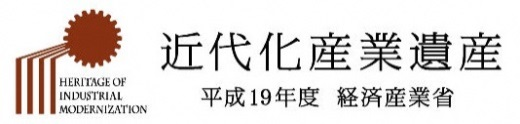 HERITAGE OF
INDUSTRIAL
MODERNIZATION
近代化産業遺産
平成19年度 経済産業省